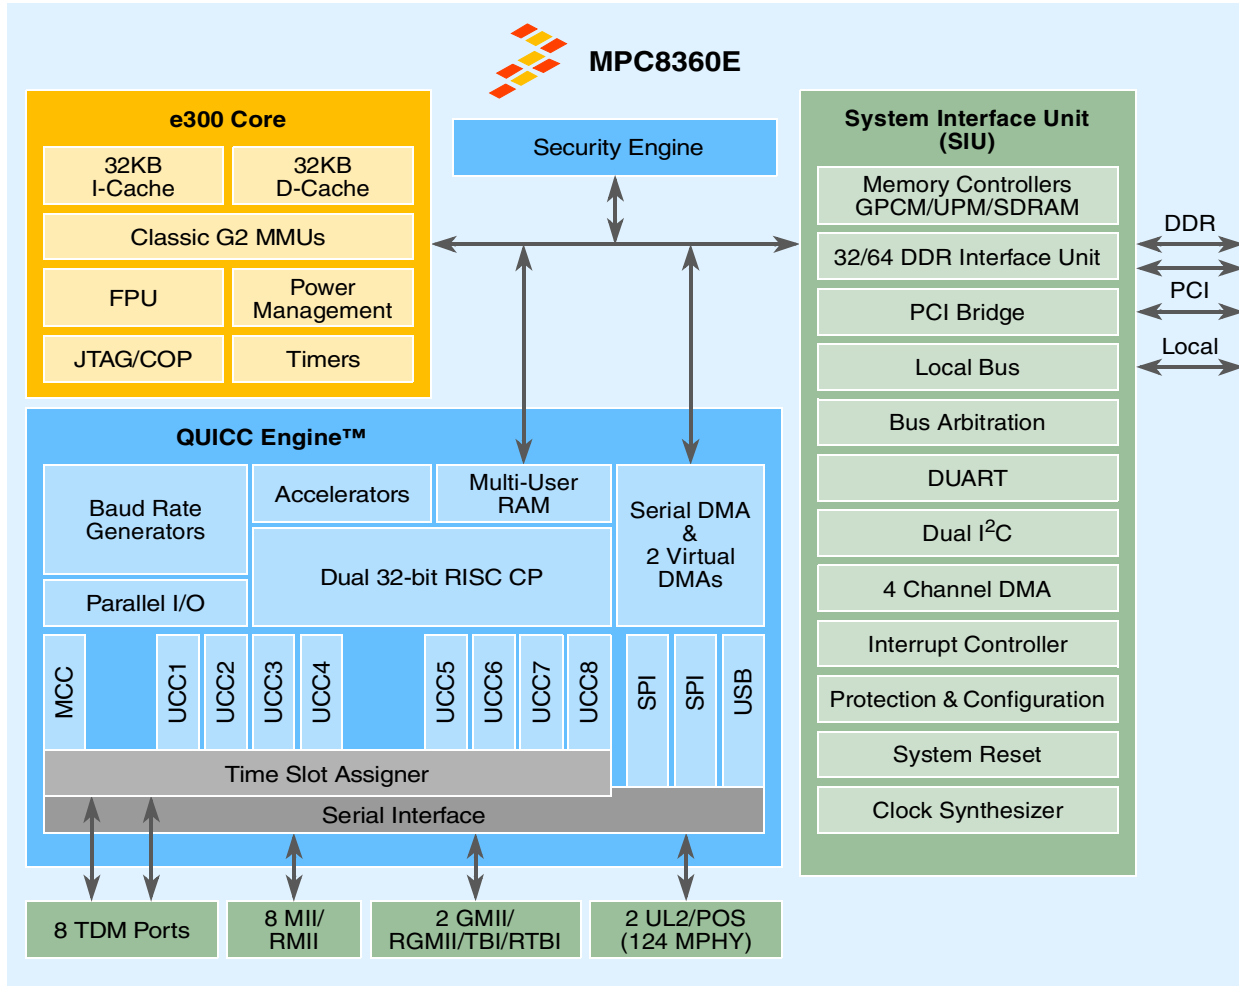 MPC8360E
e300 Core
32KB
I-Cache
32KB
D-Cache
Classic G2 MMUs
FPU
Power
Management
JTAG/COP
Timers
Security Engine
System Interface Unit
(SIU)
Memory Controllers
GPCM/UPM/SDRAM
32/64 DDR Interface Unit
PCI Bridge
Local Bus
Bus Arbitration
DUART
Dual I²C
4 Channel DMA
Interrupt Controller
Protection & Configuration
System Reset
Clock Synthesizer
DDR
PCI
Local
QUICC Engine™
Baud Rate
Generators
Accelerators
Multi-User
RAM
Serial DMA
&
2 Virtual
DMAs
Dual 32-bit RISC CP
Parallel I/O
MCC
UCC1
UCC2
UCC3
UCC4
UCC5
UCC6
UCC7
UCC8
SPI
SPI
USB
Time Slot Assigner
Serial Interface
8 TDM Ports
8 MII/
RMII
2 GMII/
RGMII/TBI/RTBI
2 UL2/POS
(124 MPHY)